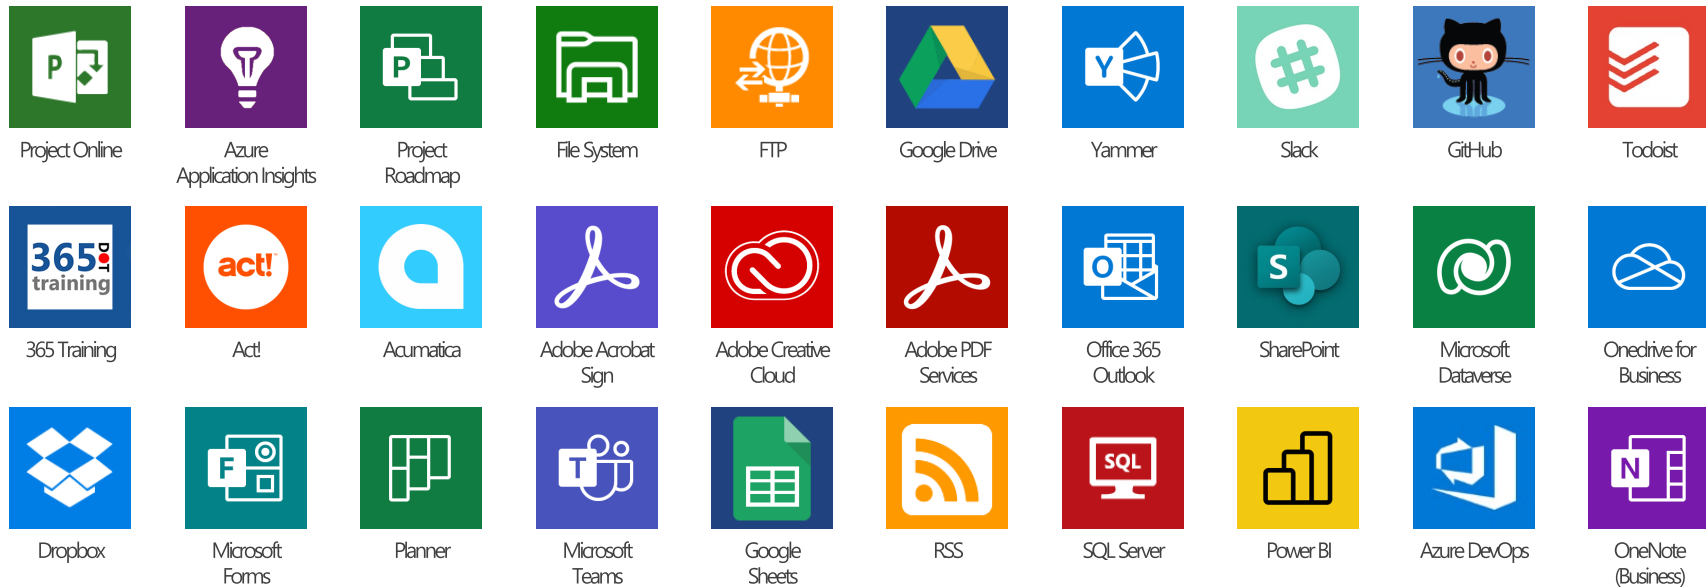 P
P
Y
Project Online
Azure
Application Insights
Project
Roadmap
File System
FTP
Google Drive
Yammer
Slack
GitHub
Todoist
365 DOT
training
act!
O
S
365 Training
Act!
Acumatica
Adobe Acrobat
Sign
Adobe Creative
Cloud
Adobe PDF
Services
Office 365
Outlook
SharePoint
Microsoft
Dataverse
Onedrive for
Business
F
T
SQL
N
Dropbox
Microsoft
Forms
Planner
Microsoft
Teams
Google
Sheets
RSS
SQL Server
Power BI
Azure DevOps
OneNote
(Business)